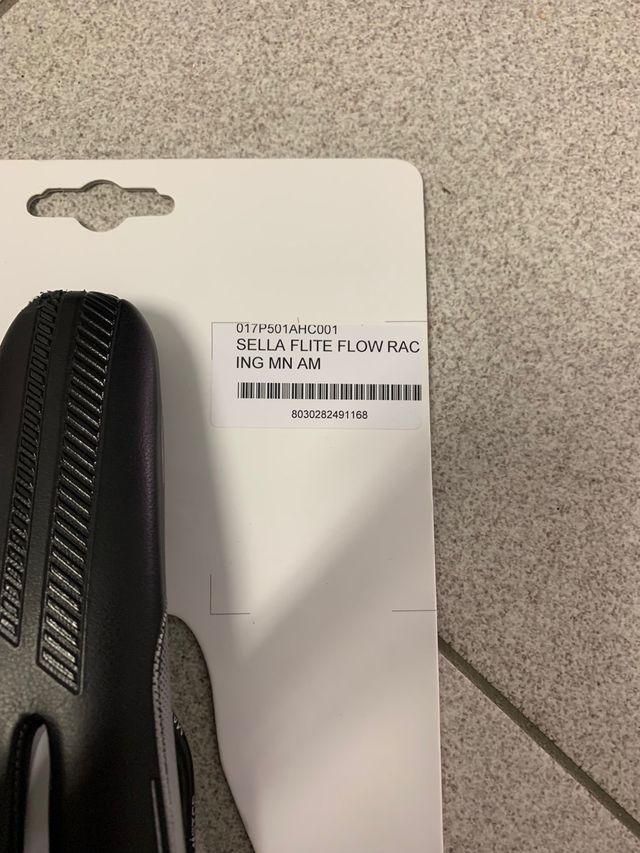 017P501AHC001
SELLA FLITE FLOW RAC
ING MN AM
8030282491168